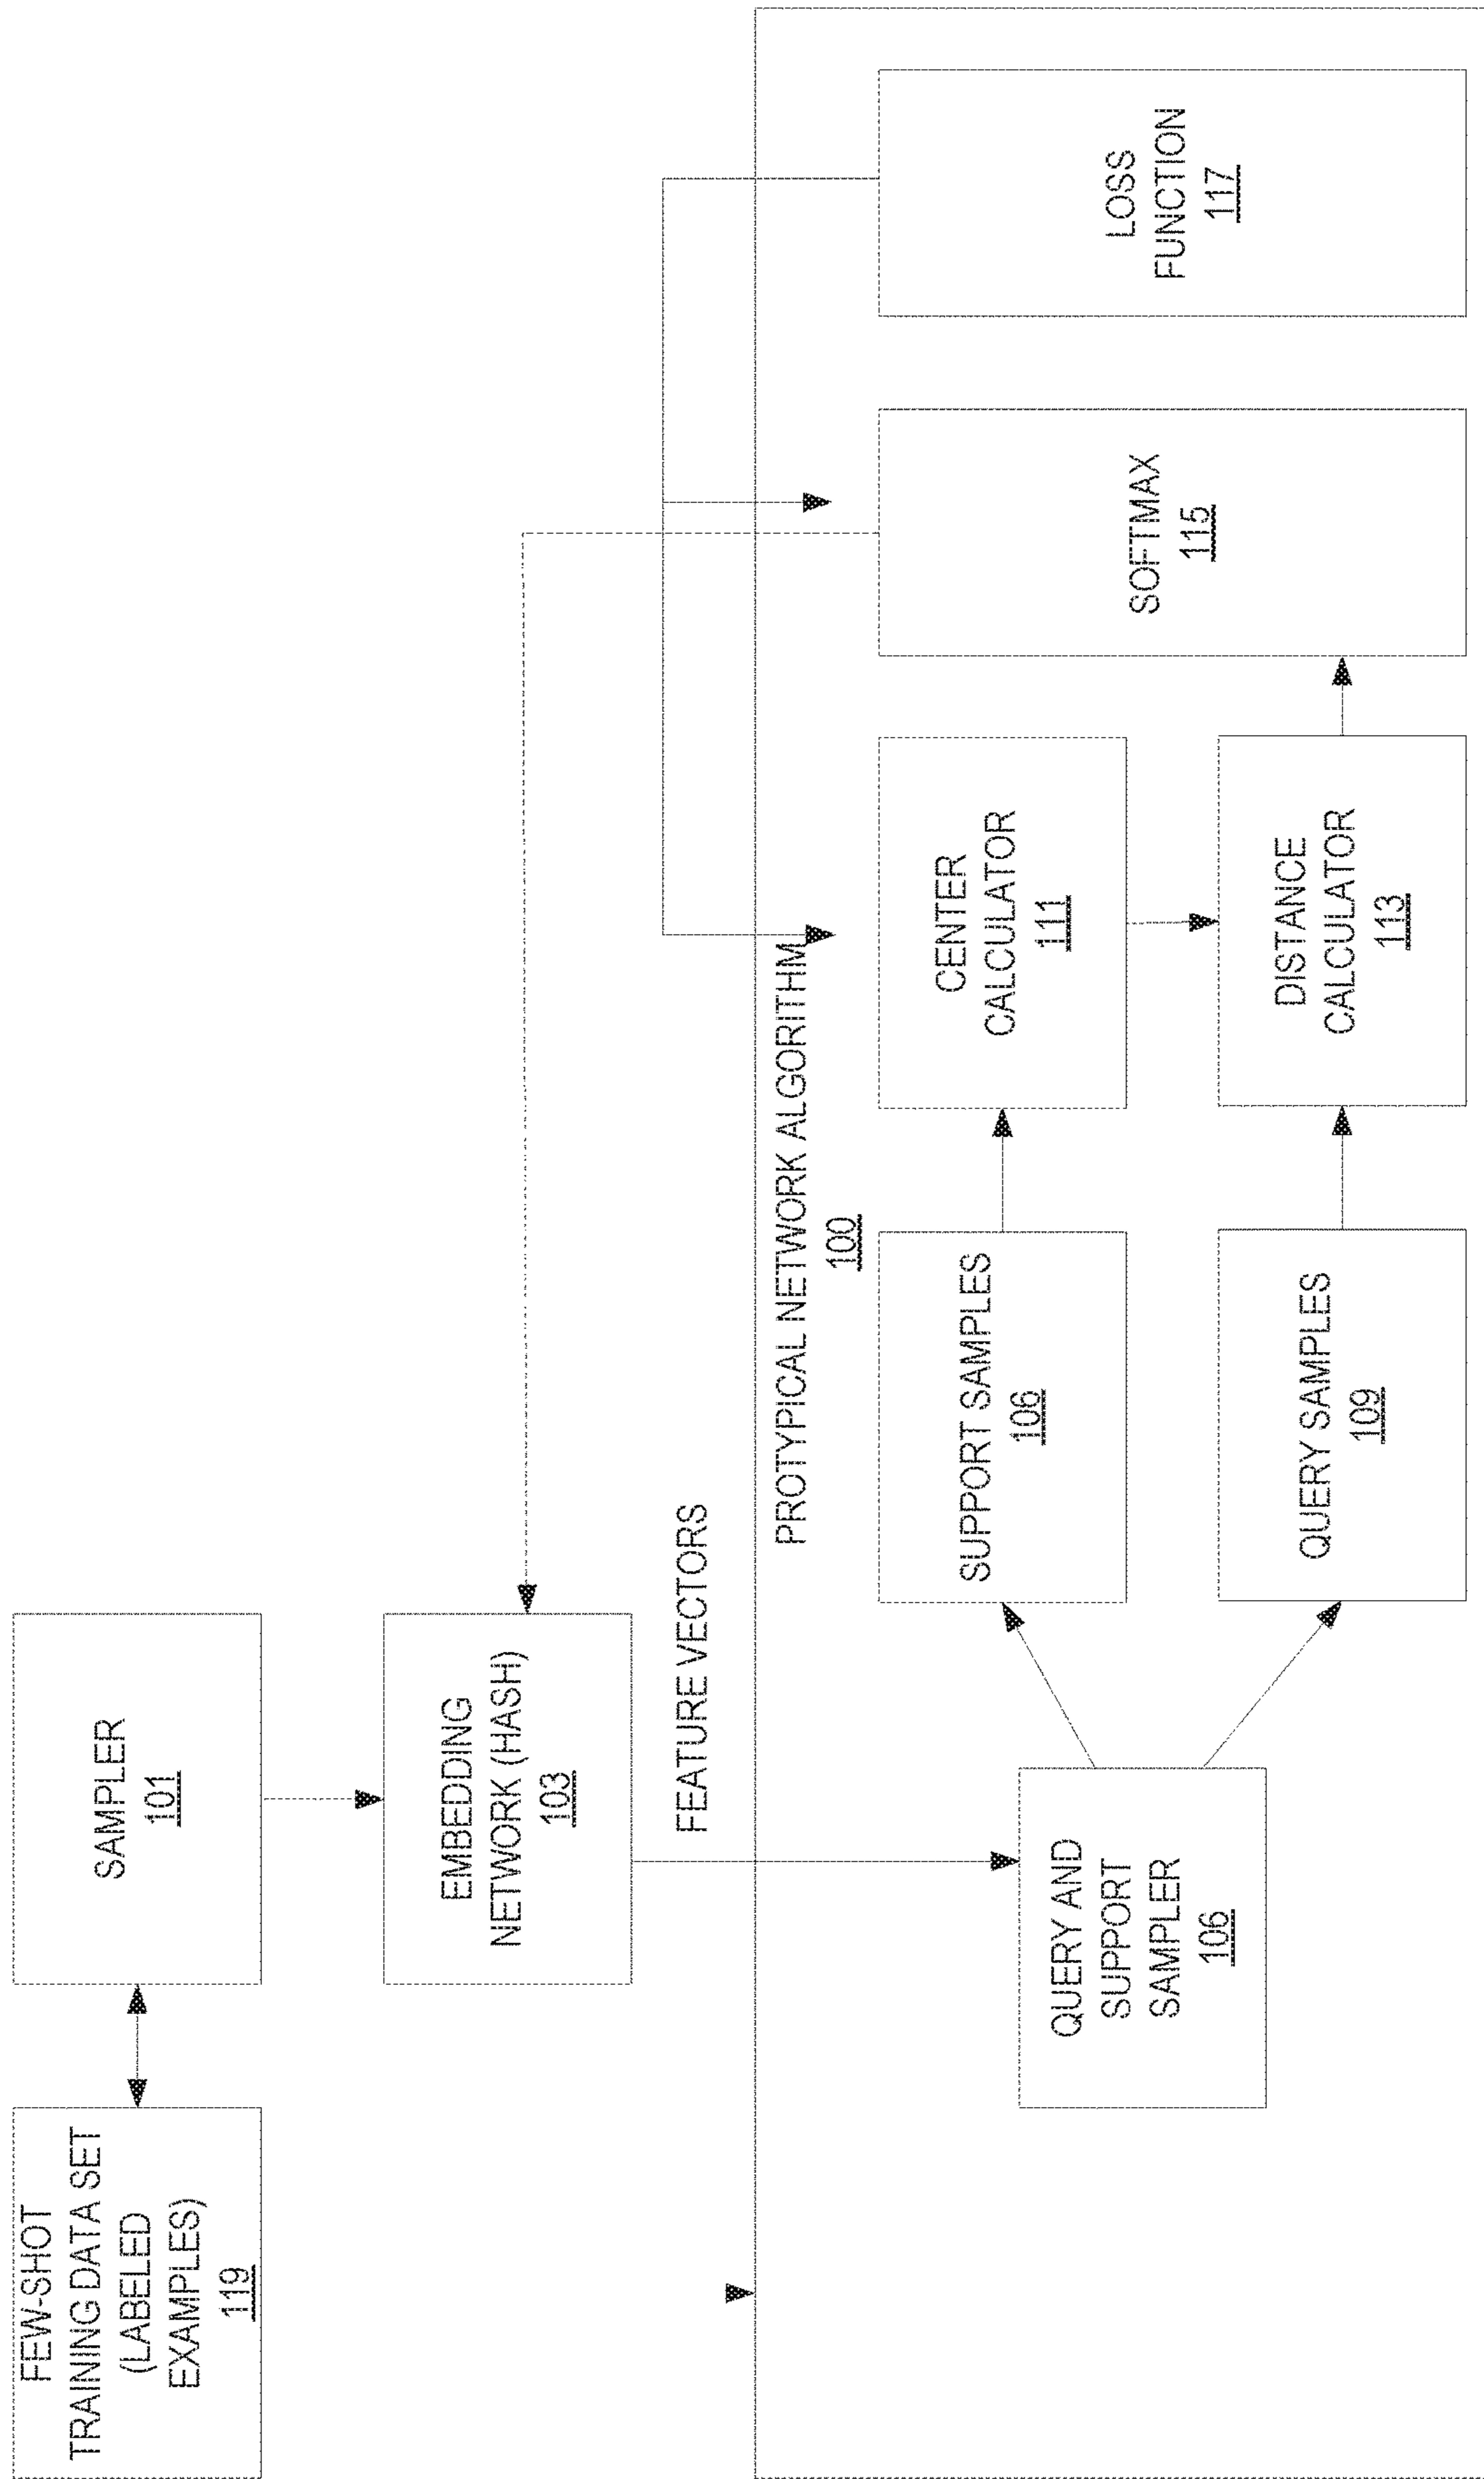 FEW-SHOT
TRAINING DATA SET
(LABELED
EXAMPLES)
119
SAMPLER
101
EMBEDDING
NETWORK (HASH)
103
FEATURE VECTORS
PROTYPICAL NETWORK ALGORITHM
100
QUERY AND
SUPPORT
SAMPLER
106
SUPPORT SAMPLES
106
QUERY SAMPLES
109
CENTER
CALCULATOR
111
DISTANCE
CALCULATOR
113
SOFTMAX
115
LOSS
FUNCTION
117